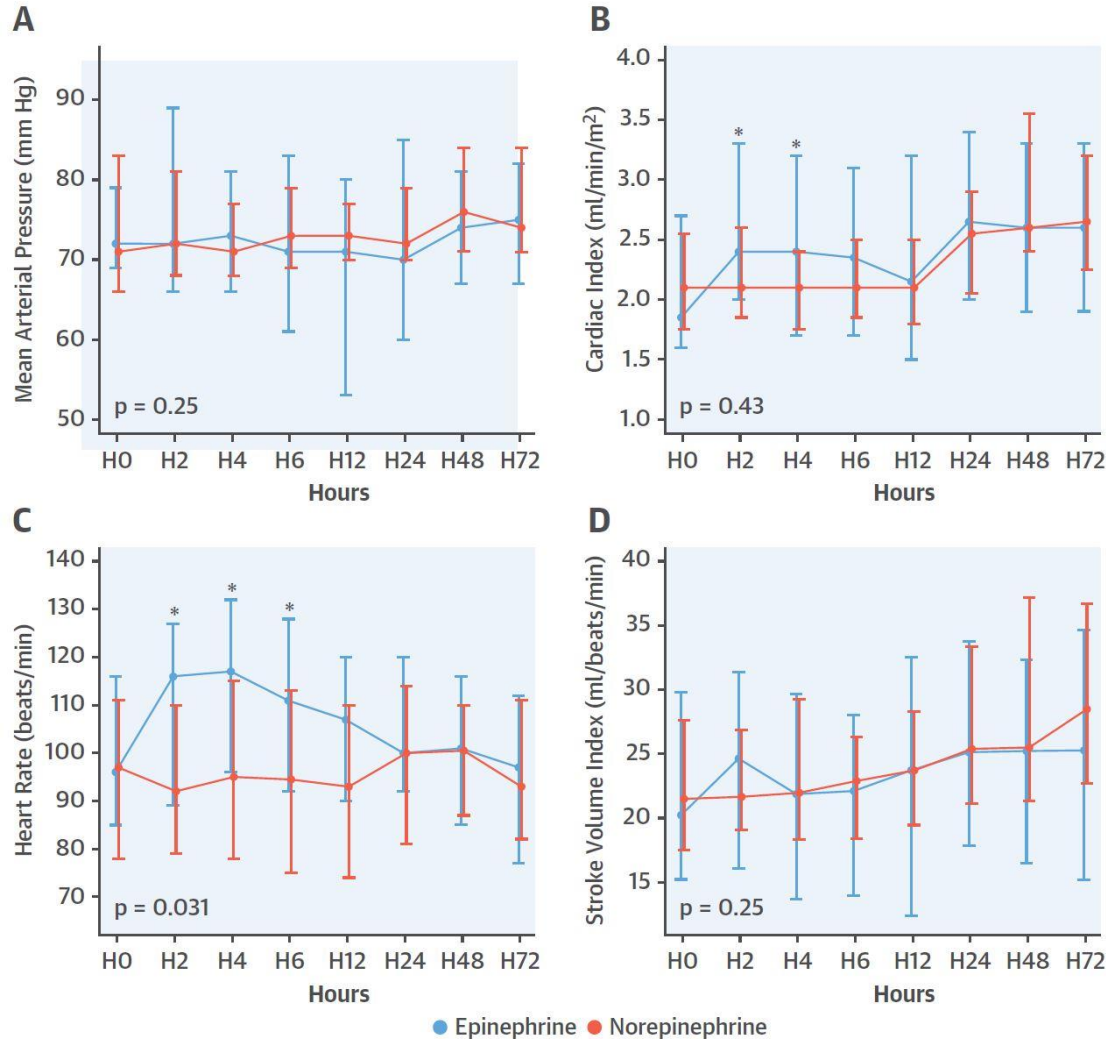 A
Mean Arterial Pressure (mm Hg)
90
80
70
60
50
p = 0.25
H0 H2 H4 H6 H12 H24 H48 H72
Hours
B
Cardiac Index (ml/min/m²)
4.0
3.5
3.0
2.5
2.0
1.5
1.0
* *
p = 0.43
H0 H2 H4 H6 H12 H24 H48 H72
Hours
C
Heart Rate (beats/min)
140
130
120
110
100
90
80
70
* * *
p = 0.031
H0 H2 H4 H6 H12 H24 H48 H72
Hours
D
Stroke Volume Index (ml/beats/min)
40
35
30
25
20
15
p = 0.25
H0 H2 H4 H6 H12 H24 H48 H72
Hours
Epinephrine Norepinephrine